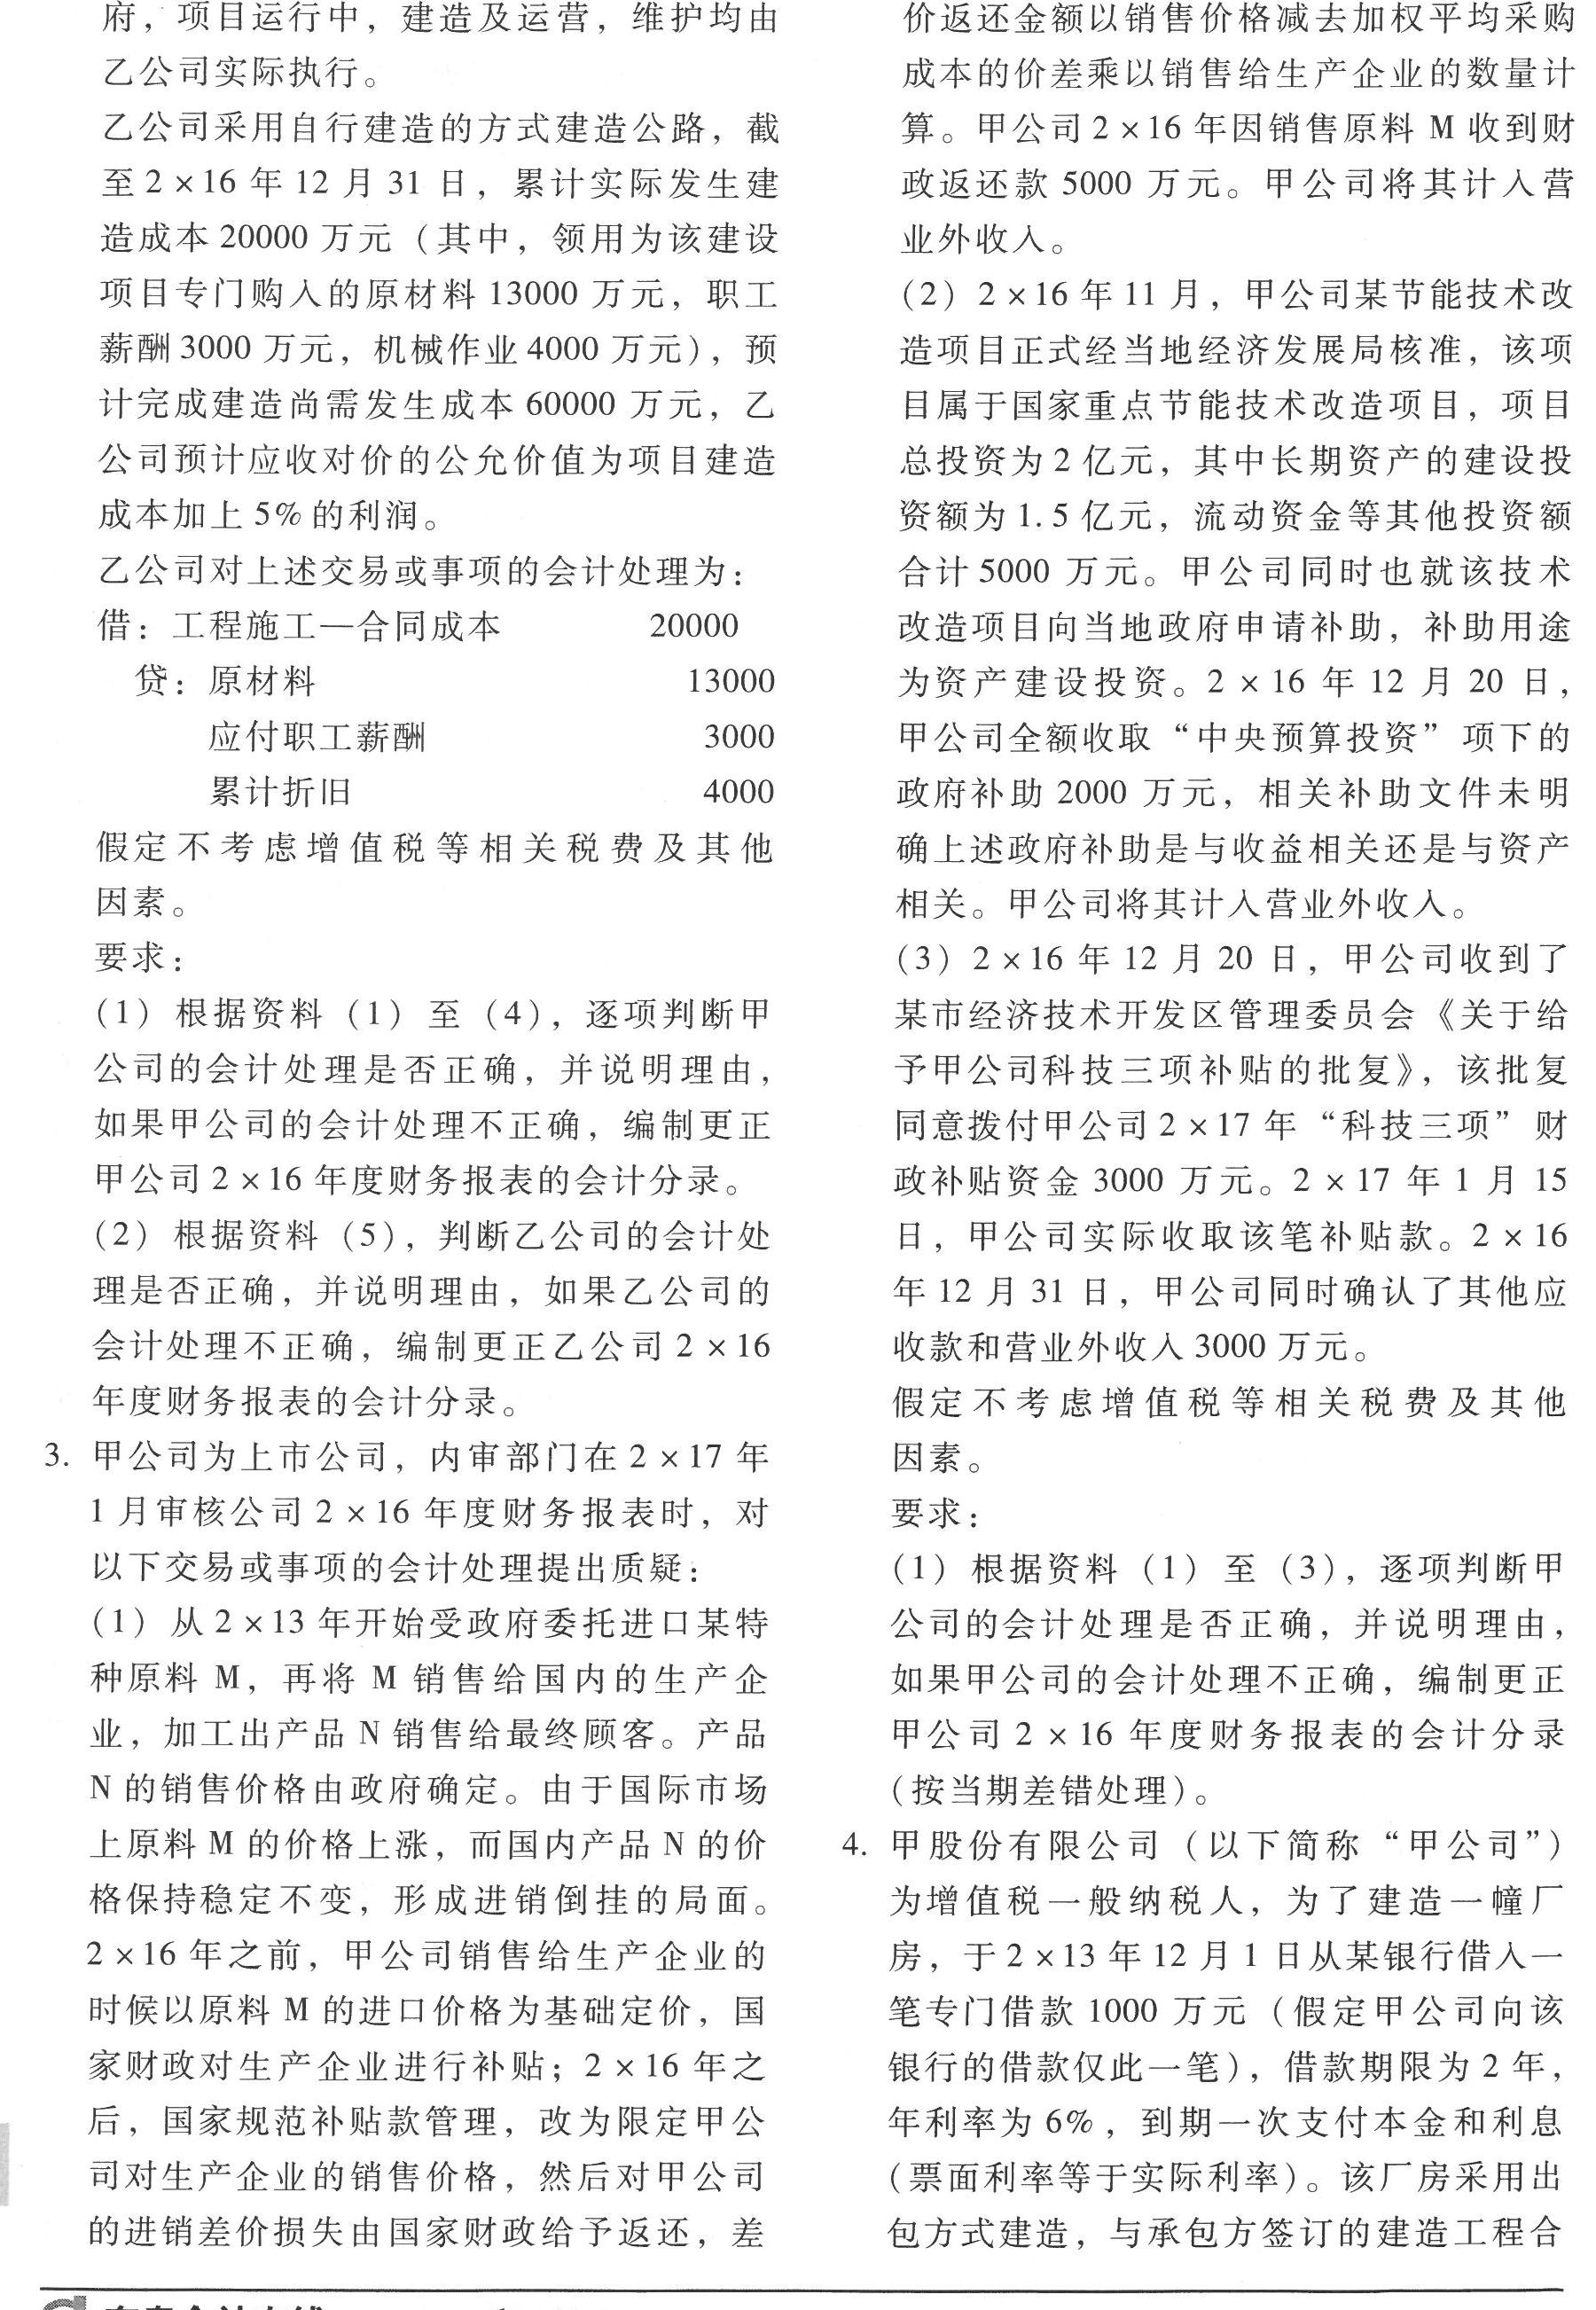 府，项目运行中，建造及运营，维护均由
乙公司实际执行。
乙公司采用自行建造的方式建造公路，截
至2×16年12月31日，累计实际发生建
造成本20000万元（其中，领用为该建设
项目专门购入的原材料13000万元，职工
薪酬3000万元，机械作业4000万元），预
计完成建造尚需发生成本60000万元，乙
公司预计应收对价的公允价值为项目建造
成本加上5%的利润。
乙公司对上述交易或事项的会计处理为：
借：工程施工—合同成本 20000
贷：原材料 13000
应付职工薪酬 3000
累计折旧 4000
假定不考虑增值税等相关税费及其他
因素。
要求：
（1）根据资料（1）至（4），逐项判断甲
公司的会计处理是否正确，并说明理由，
如果甲公司的会计处理不正确，编制更正
甲公司2×16年度财务报表的会计分录。
（2）根据资料（5），判断乙公司的会计处
理是否正确，并说明理由，如果乙公司的
会计处理不正确，编制更正乙公司2×16
年度财务报表的会计分录。
3. 甲公司为上市公司，内审部门在2×17年
1月审核公司2×16年度财务报表时，对
以下交易或事项的会计处理提出质疑：
（1）从2×13年开始受政府委托进口某特
种原料M，再将M销售给国内的生产企
业，加工出产品N销售给最终顾客。产品
N的销售价格由政府确定。由于国际市场
上原料M的价格上涨，而国内产品N的价
格保持稳定不变，形成进销倒挂的局面。
2×16年之前，甲公司销售给生产企业的
时候以原料M的进口价格为基础定价，国
家财政对生产企业进行补贴；2×16年之
后，国家规范补贴款管理，改为限定甲公
司对生产企业的销售价格，然后对甲公司
的进销差价损失由国家财政给予返还，差
价返还金额以销售价格减去加权平均采购
成本的价差乘以销售给生产企业的数量计
算。甲公司2×16年因销售原料M收到财
政返还款5000万元。甲公司将其计入营
业外收入。
（2）2×16年11月，甲公司某节能技术改
造项目正式经当地经济发展局核准，该项
目属于国家重点节能技术改造项目，项目
总投资为2亿元，其中长期资产的建设投
资额为1.5亿元，流动资金等其他投资额
合计5000万元。甲公司同时也就该技术
改造项目向当地政府申请补助，补助用途
为资产建设投资。2×16年12月20日，
甲公司全额收取“中央预算投资”项下的
政府补助2000万元，相关补助文件未明
确上述政府补助是与收益相关还是与资产
相关。甲公司将其计入营业外收入。
（3）2×16年12月20日，甲公司收到了
某市经济技术开发区管理委员会《关于给
予甲公司科技三项补贴的批复》，该批复
同意拨付甲公司2×17年“科技三项”财
政补贴资金3000万元。2×17年1月15
日，甲公司实际收取该笔补贴款。2×16
年12月31日，甲公司同时确认了其他应
收款和营业外收入3000万元。
假定不考虑增值税等相关税费及其他
因素。
要求：
（1）根据资料（1）至（3），逐项判断甲
公司的会计处理是否正确，并说明理由，
如果甲公司的会计处理不正确，编制更正
甲公司2×16年度财务报表的会计分录
（按当期差错处理）。
4. 甲股份有限公司（以下简称“甲公司”）
为增值税一般纳税人，为了建造一幢厂
房，于2×13年12月1日从某银行借入一
笔专门借款1000万元（假定甲公司向该
银行的借款仅此一笔），借款期限为2年，
年利率为6%，到期一次支付本金和利息
（票面利率等于实际利率）。该厂房采用出
包方式建造，与承包方签订的建造工程合